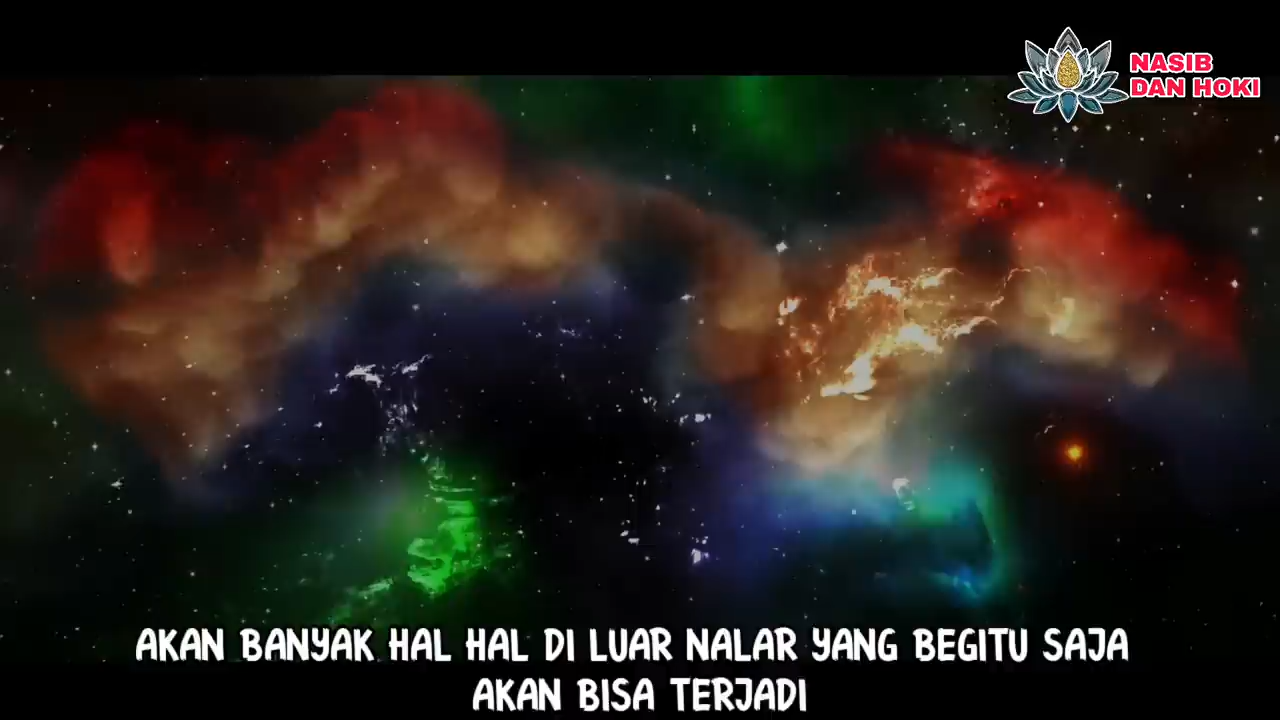 NASIB
DAN HOKI
AKAN BANYAK HAL HAL DI LUAR NALAR YANG BEGITU SAJA
AKAN BISA TERJADI